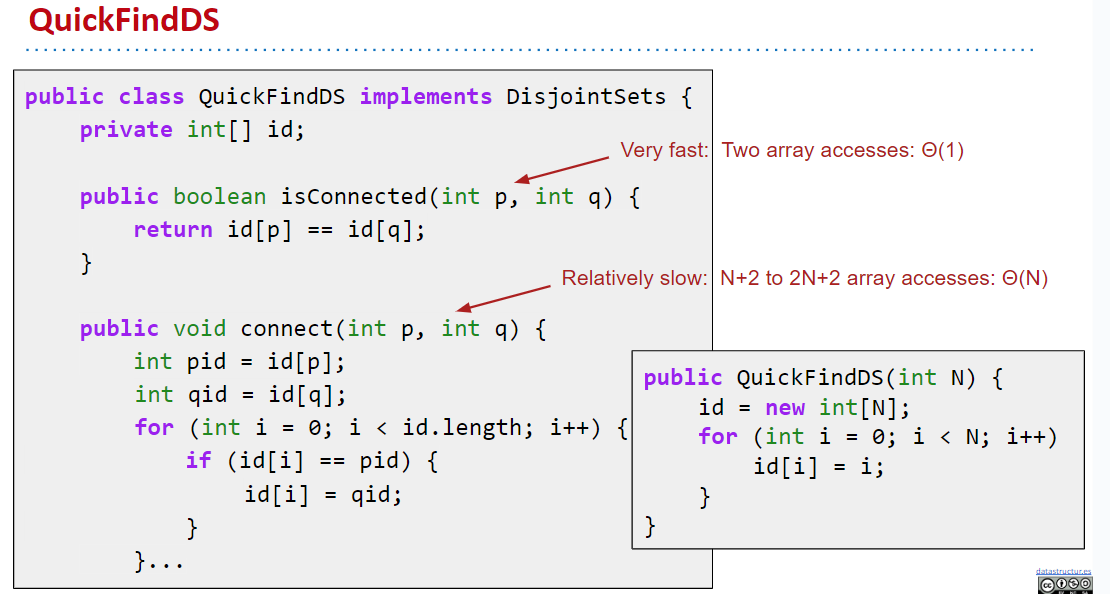 QuickFindDS
public class QuickFindDS implements DisjointSets {
    private int[] id;
Very fast: Two array accesses: Θ(1)
    public boolean isConnected(int p, int q) {
        return id[p] == id[q];
    }
Relatively slow: N+2 to 2N+2 array accesses: Θ(N)
    public void connect(int p, int q) {
        int pid = id[p];
        int qid = id[q];
        for (int i = 0; i < id.length; i++) {
            if (id[i] == pid) {
                id[i] = qid;
            }
        }...
public QuickFindDS(int N) {
    id = new int[N];
    for (int i = 0; i < N; i++)
        id[i] = i;
    }
}
datastructur.es